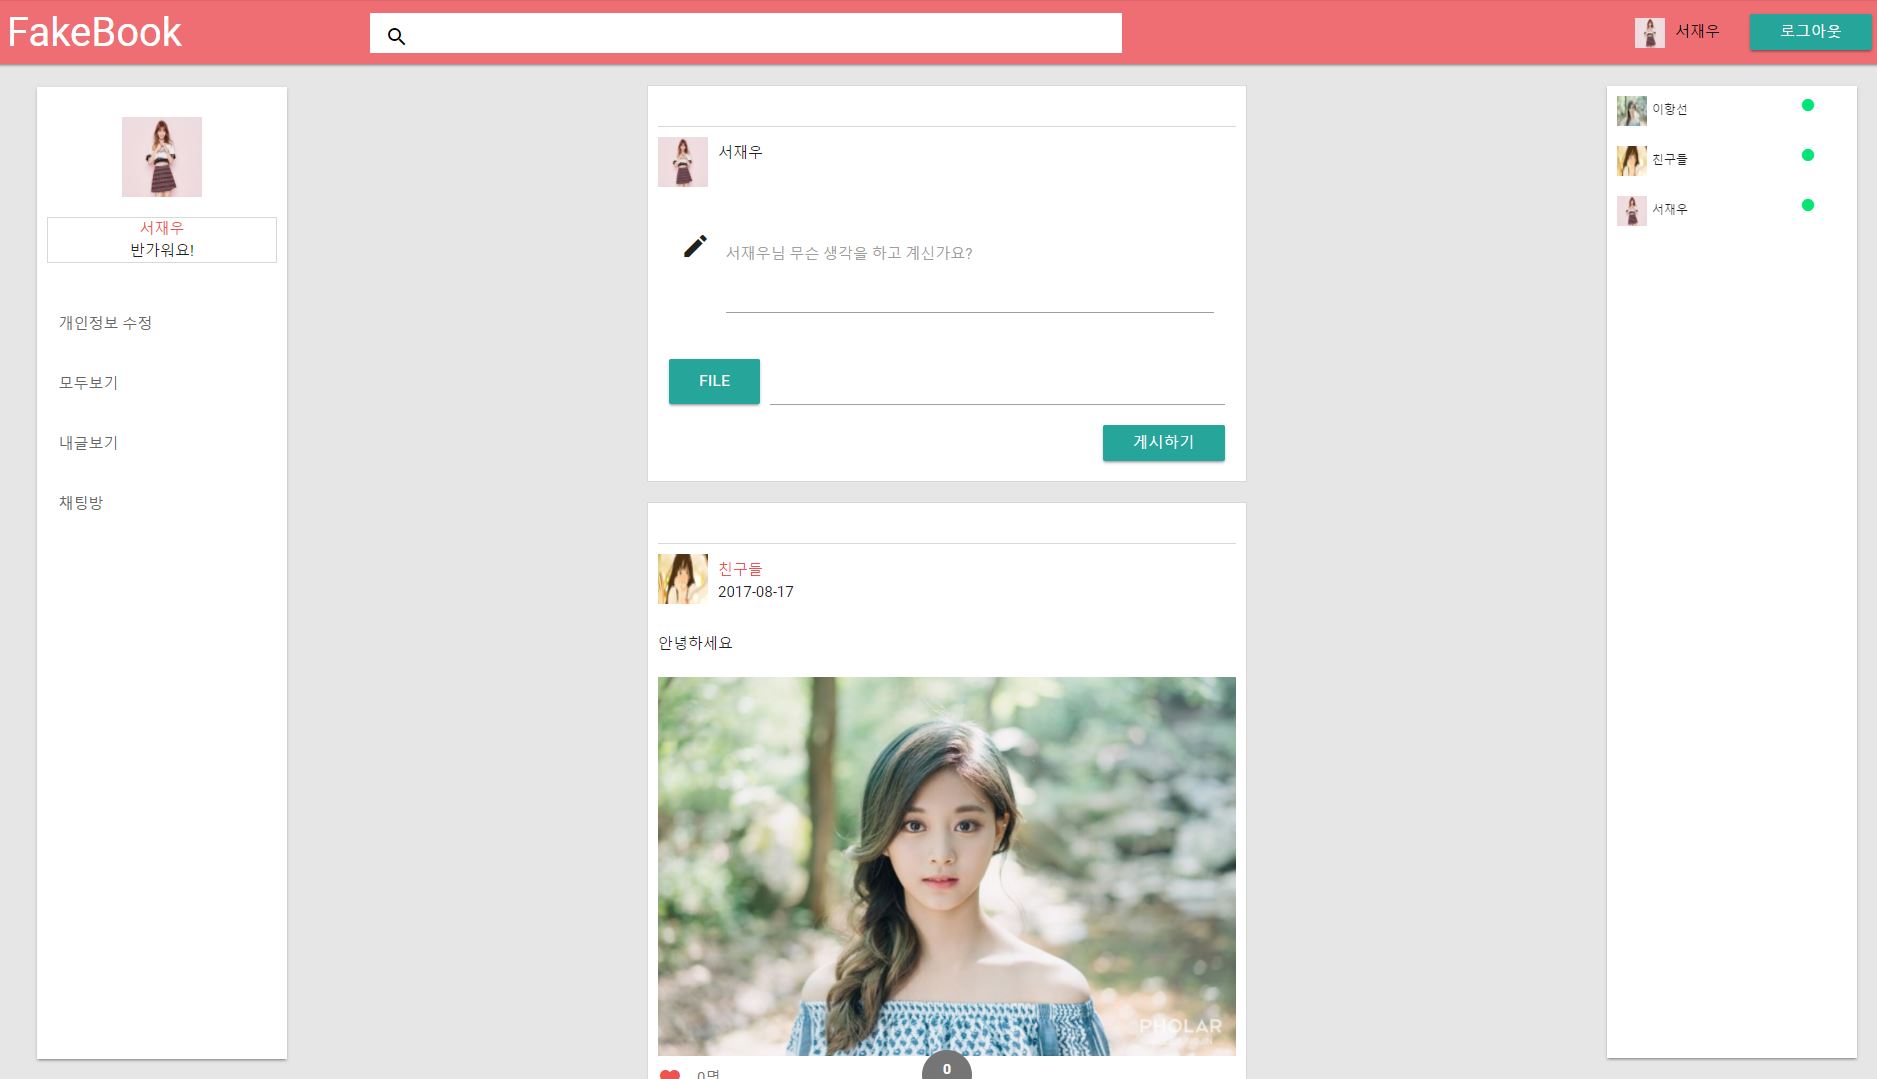 FakeBook
서재우
로그아웃
서재우
반가워요!
개인정보 수정
모두보기
내글보기
채팅방
서재우
서재우님 무슨 생각을 하고 계신가요?
FILE
게시하기
친구들
2017-08-17
안녕하세요
PHOLAR
0명
0
이항선
친구들
서재우